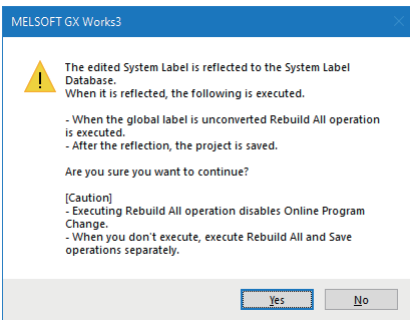 MELSOFT GX Works3
The edited System Label is reflected to the System Label
Database.
When it is reflected, the following is executed.
- When the global label is unconverted Rebuild All operation
is executed.
- After the reflection, the project is saved.
Are you sure you want to continue?
[Caution]
- Executing Rebuild All operation disables Online Program
Change.
- When you don't execute, execute Rebuild All and Save
operations separately.
Yes
No